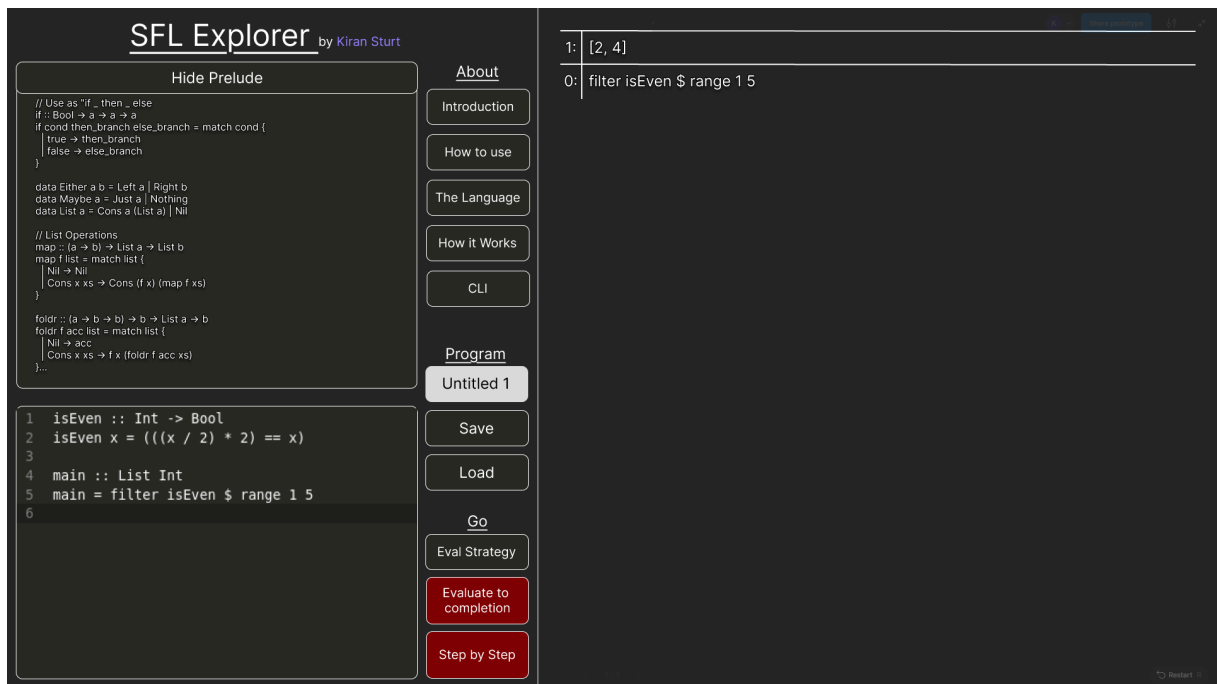 SFL Explorer by Kiran Sturt
Hide Prelude
// Use as "if _ then _ else
if :: Bool → a → a → a
if cond then_branch else_branch = match cond {
| true → then_branch
| false → else_branch
}
data Either a b = Left a | Right b
data Maybe a = Just a | Nothing
data List a = Cons a (List a) | Nil
// List Operations
map :: (a → b) → List a → List b
map f list = match list {
| Nil → Nil
| Cons x xs → Cons (f x) (map f xs)
}
foldr :: (a → b → b) → b → List a → b
foldr f acc list = match list {
| Nil → acc
| Cons x xs → f x (foldr f acc xs)
}...
1 isEven :: Int -> Bool
2 isEven x = (((x / 2) * 2) == x)
3
4 main :: List Int
5 main = filter isEven $ range 1 5
6
About
Introduction
How to use
The Language
How it Works
CLI
Program
Untitled 1
Save
Load
Go
Eval Strategy
Evaluate to
completion
Step by Step
1: [2, 4]
0: filter isEven $ range 1 5
Restart